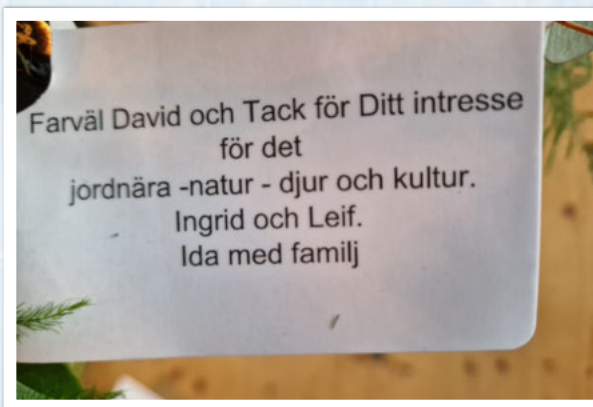 Farväl David och Tack för Ditt intresse
för det
jordnära -natur - djur och kultur.
Ingrid och Leif.
Ida med familj